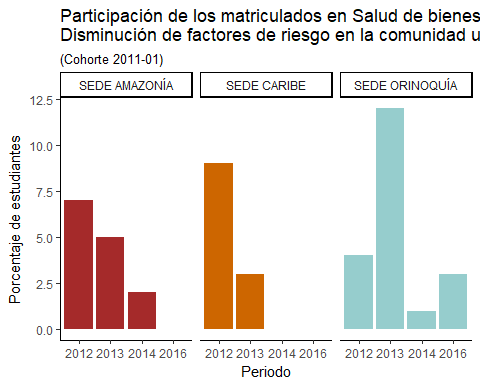 Participación de los matriculados en Salud de bienes
Disminución de factores de riesgo en la comunidad u
(Cohorte 2011-01)
SEDE AMAZONÍA SEDE CARIBE SEDE ORINOQUÍA
Porcentaje de estudiantes
12.5
10.0
7.5
5.0
2.5
0.0
2012 2013 2014 2016 2012 2013 2014 2016 2012 2013 2014 2016
Periodo